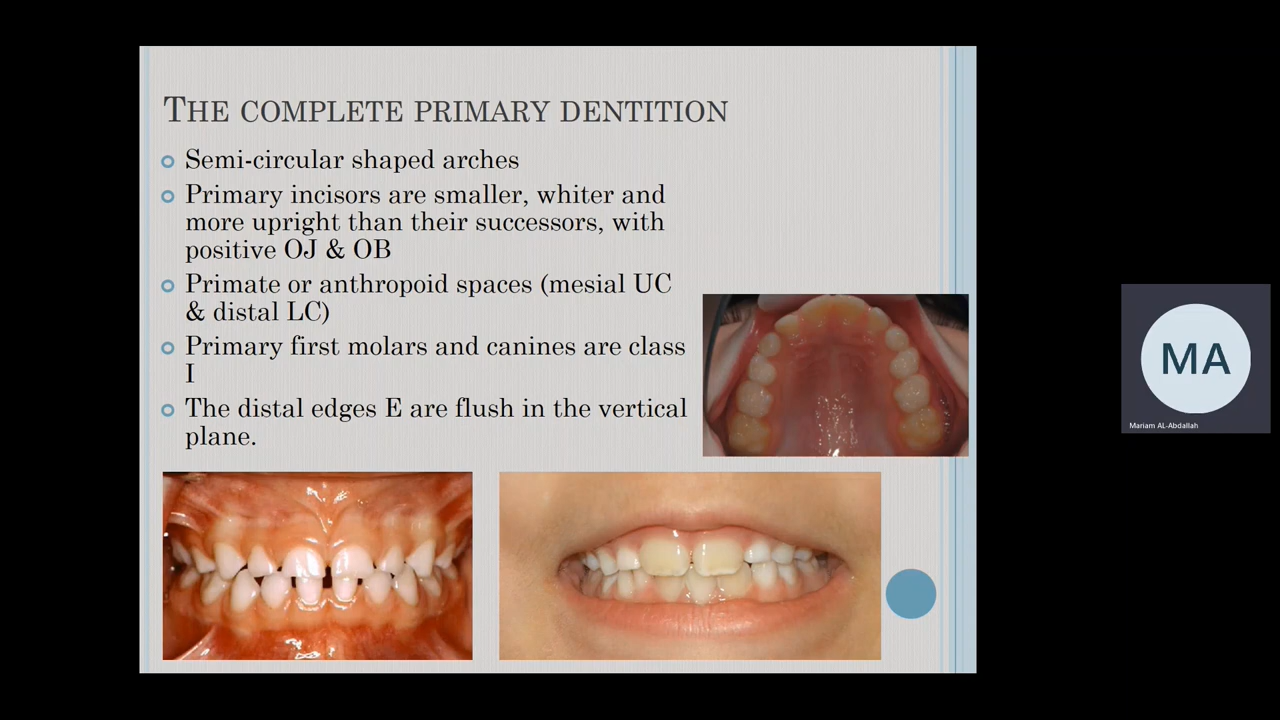 THE COMPLETE PRIMARY DENTITION
Semi-circular shaped arches
Primary incisors are smaller, whiter and
more upright than their successors, with
positive OJ & OB
Primate or anthropoid spaces (mesial UC
& distal LC)
Primary first molars and canines are class
I
The distal edges E are flush in the vertical
plane.
MA
Mariam AL-Abdallah